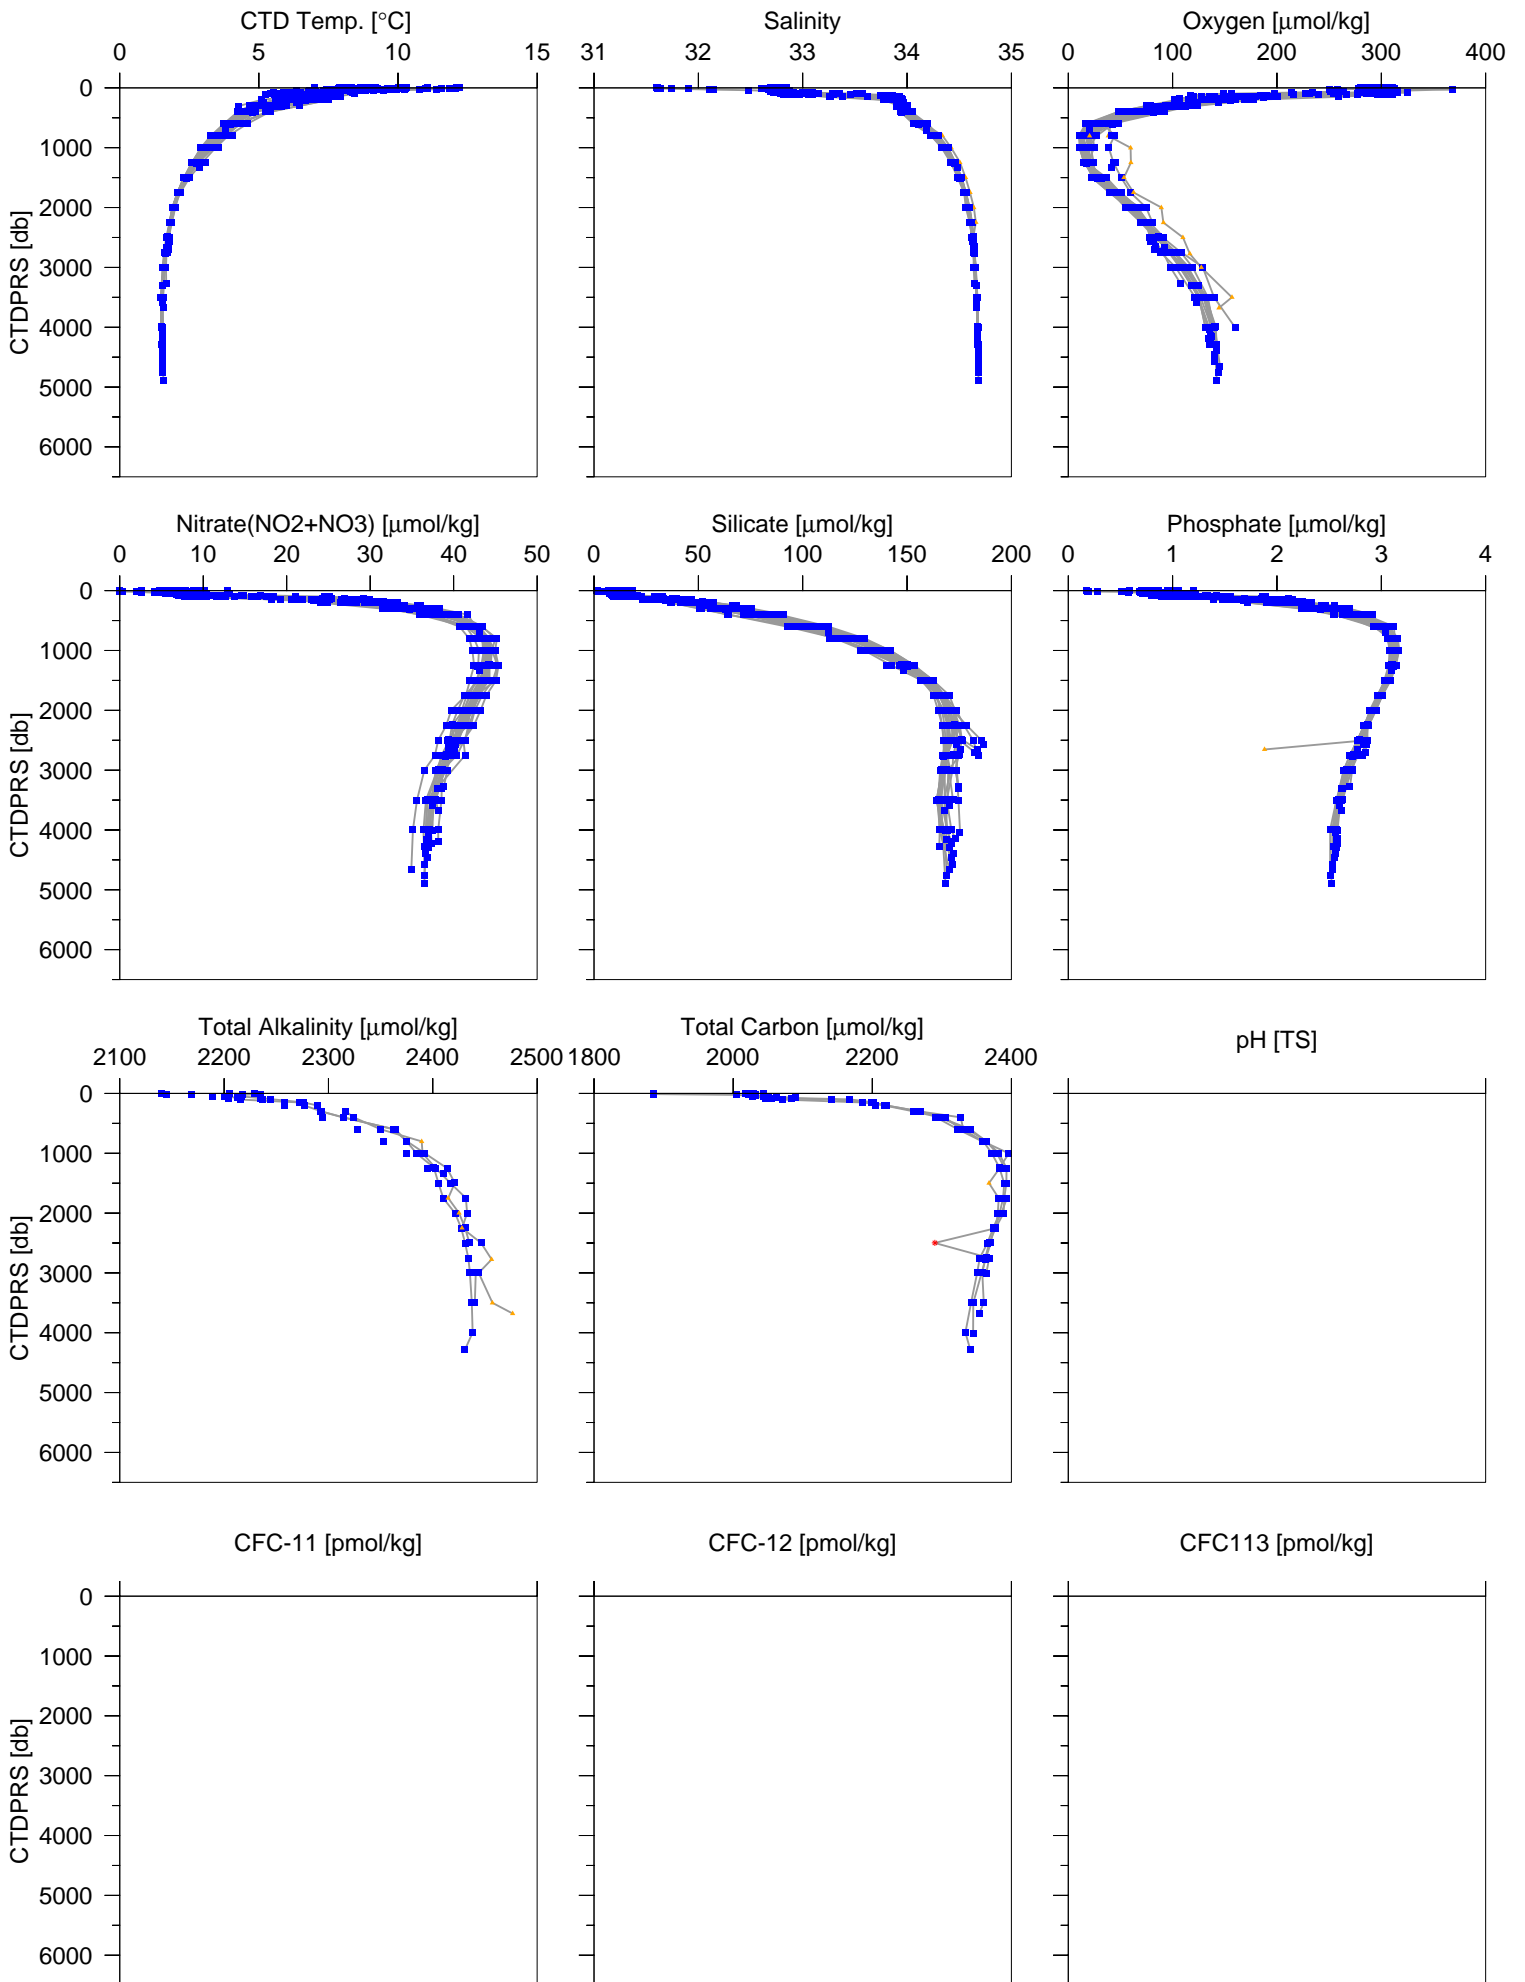 CTD Temp. [°C]
Salinity
Oxygen [μmol/kg]
0 5 10 15
31 32 33 34 35
0 100 200 300 400
0
1000
2000
3000
4000
5000
6000
CTDPRS [db]
Nitrate(NO2+NO3) [μmol/kg]
Silicate [μmol/kg]
Phosphate [μmol/kg]
0 10 20 30 40 50
0 50 100 150 200
0 1 2 3 4
0
1000
2000
3000
4000
5000
6000
CTDPRS [db]
Total Alkalinity [μmol/kg]
Total Carbon [μmol/kg]
pH [TS]
2100 2200 2300 2400 2500
1800 2000 2200 2400
0
1000
2000
3000
4000
5000
6000
CTDPRS [db]
CFC-11 [pmol/kg]
CFC-12 [pmol/kg]
CFC113 [pmol/kg]
0
1000
2000
3000
4000
5000
6000
CTDPRS [db]